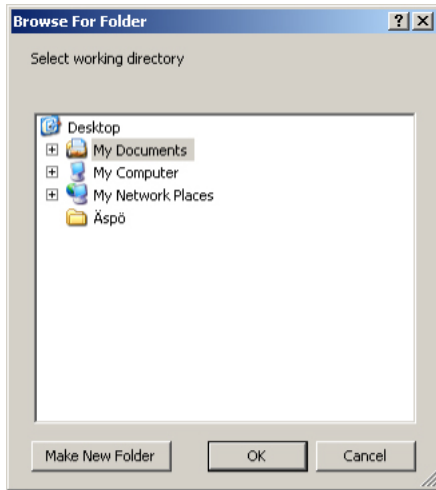 Browse For Folder
Select working directory
Desktop
My Documents
My Computer
My Network Places
Äspö
Make New Folder OK Cancel